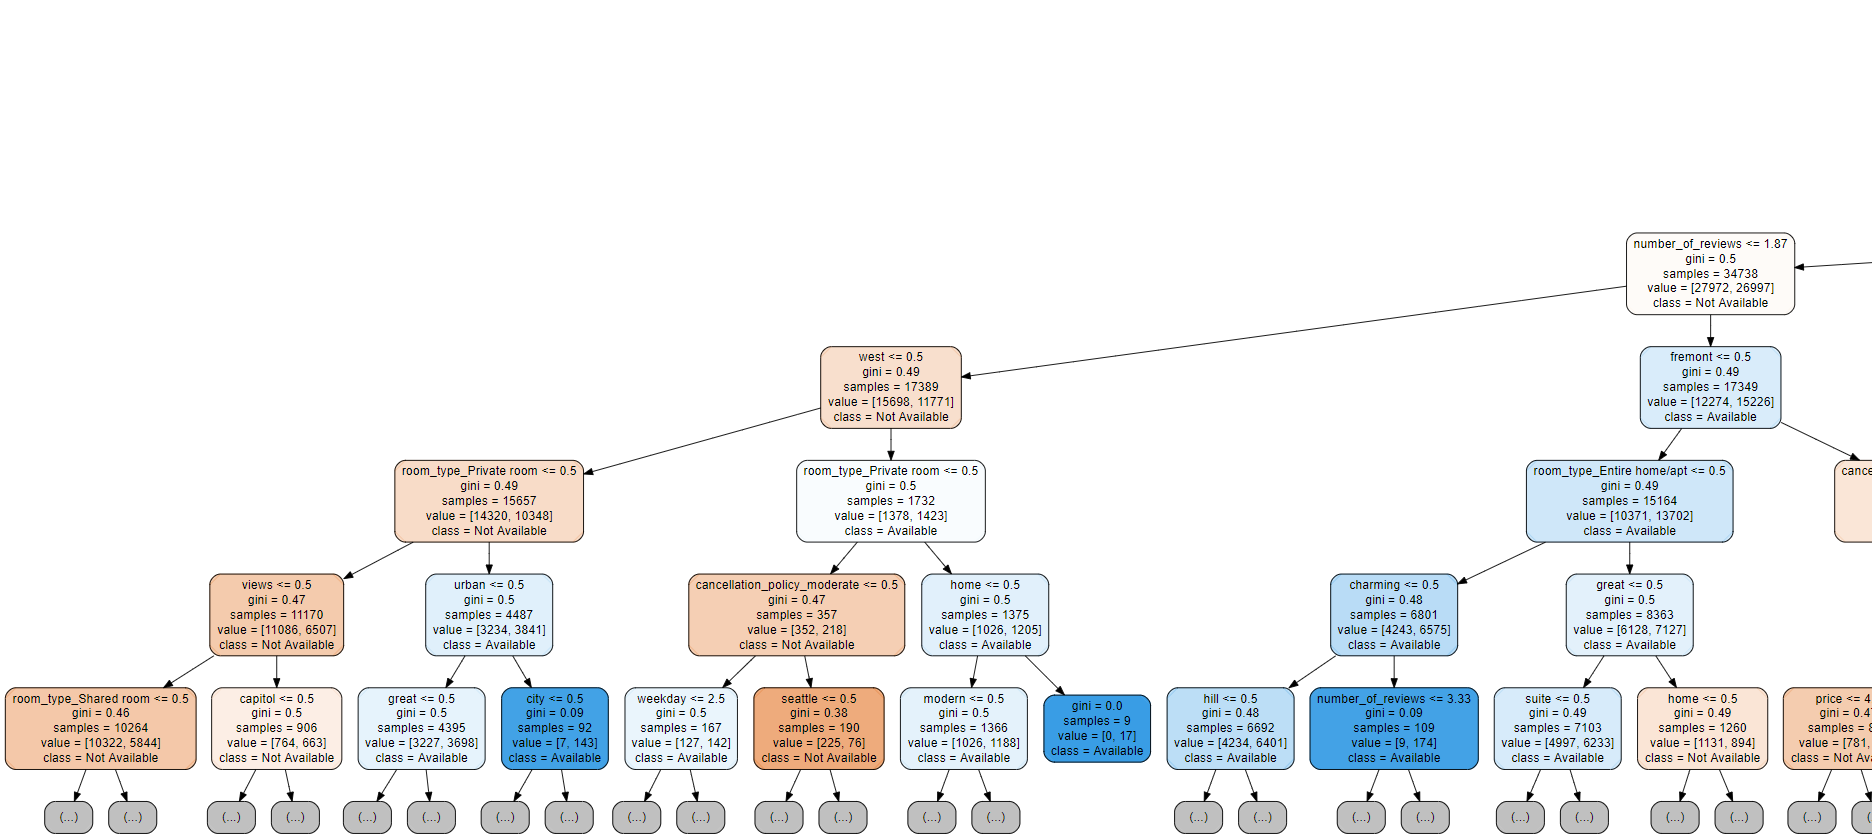 number_of_reviews <= 1.87
gini = 0.5
samples = 34738
value = [27972, 26997]
class = Not Available
west <= 0.5
gini = 0.49
samples = 17389
value = [15698, 11771]
class = Not Available
fremont <= 0.5
gini = 0.49
samples = 17349
value = [12274, 15226]
class = Available
room_type_Private room <= 0.5
gini = 0.49
samples = 15657
value = [14320, 10348]
class = Not Available
room_type_Private room <= 0.5
gini = 0.5
samples = 1732
value = [1378, 1423]
class = Available
room_type_Entire home/apt <= 0.5
gini = 0.49
samples = 15164
value = [10371, 13702]
class = Available
cance
views <= 0.5
gini = 0.47
samples = 11170
value = [11086, 6507]
class = Not Available
urban <= 0.5
gini = 0.5
samples = 4487
value = [3234, 3841]
class = Available
cancellation_policy_moderate <= 0.5
gini = 0.47
samples = 357
value = [352, 218]
class = Not Available
home <= 0.5
gini = 0.5
samples = 1375
value = [1026, 1205]
class = Available
charming <= 0.5
gini = 0.48
samples = 6801
value = [4243, 6575]
class = Available
great <= 0.5
gini = 0.5
samples = 8363
value = [6128, 7127]
class = Available
room_type_Shared room <= 0.5
gini = 0.46
samples = 10264
value = [10322, 5844]
class = Not Available
capitol <= 0.5
gini = 0.5
samples = 906
value = [764, 663]
class = Not Available
great <= 0.5
gini = 0.5
samples = 4395
value = [3227, 3698]
class = Available
city <= 0.5
gini = 0.09
samples = 92
value = [7, 143]
class = Available
weekday <= 2.5
gini = 0.5
samples = 167
value = [127, 142]
class = Available
seattle <= 0.5
gini = 0.38
samples = 190
value = [225, 76]
class = Not Available
modern <= 0.5
gini = 0.5
samples = 1366
value = [1026, 1188]
class = Available
gini = 0.0
samples = 9
value = [0, 17]
class = Available
hill <= 0.5
gini = 0.48
samples = 6692
value = [4234, 6401]
class = Available
number_of_reviews <= 3.33
gini = 0.09
samples = 109
value = [9, 174]
class = Available
suite <= 0.5
gini = 0.49
samples = 7103
value = [4997, 6233]
class = Available
home <= 0.5
gini = 0.49
samples = 1260
value = [1131, 894]
class = Not Available
price <= 4
gini = 0.4
samples =
value = [781,
class = Not Ava
(...) (...) (...) (...) (...) (...) (...) (...) (...) (...) (...) (...) (...) (...) (...) (...) (...) (...) (...) (...) (...) (...) (...)